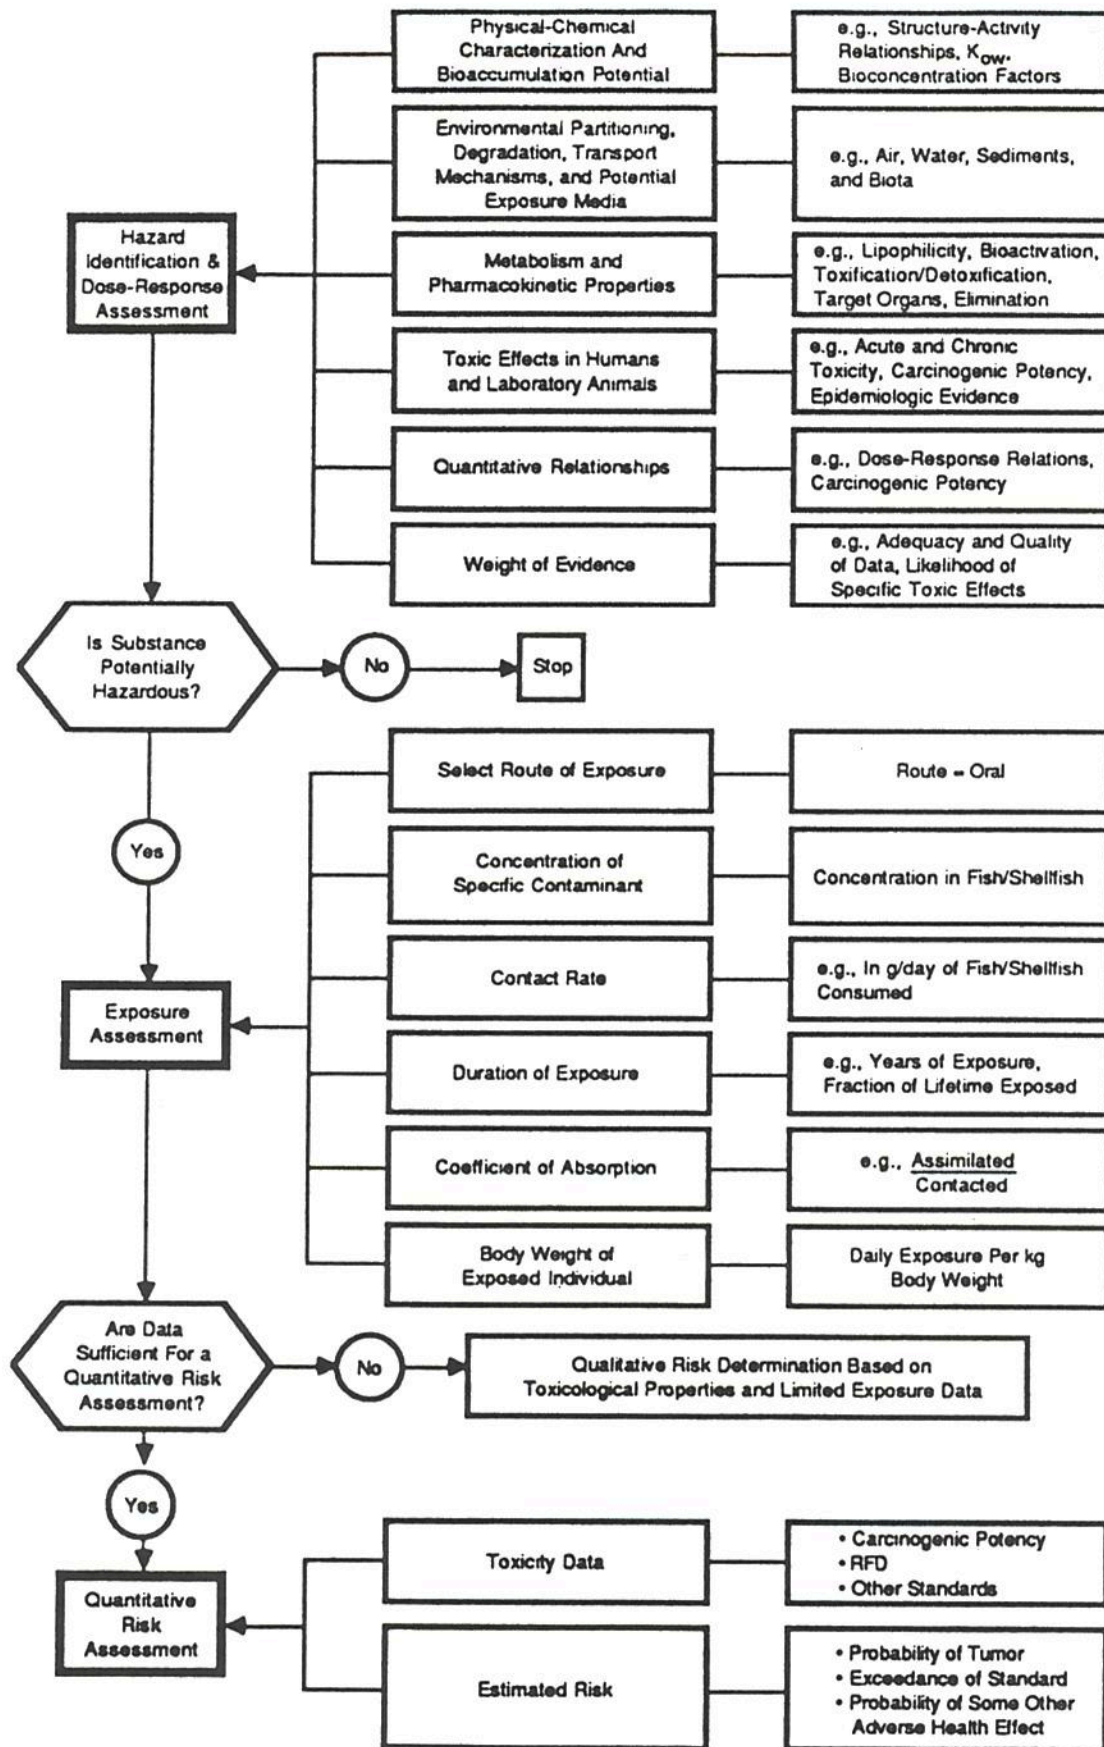 Physical-Chemical
Characterization And
Bioaccumulation Potential
e.g., Structure-Activity
Relationships, Kow,
Bioconcentration Factors
Environmental Partitioning,
Degradation, Transport
Mechanisms, and Potential
Exposure Media
e.g., Air, Water, Sediments,
and Biota
Hazard
Identification &
Dose-Response
Assessment
Metabolism and
Pharmacokinetic Properties
e.g., Lipophilicity, Bioactivation,
Toxification/Detoxification,
Target Organs, Elimination
Toxic Effects in Humans
and Laboratory Animals
e.g., Acute and Chronic
Toxicity, Carcinogenic Potency,
Epidemiologic Evidence
Quantitative Relationships
e.g., Dose-Response Relations,
Carcinogenic Potency
Weight of Evidence
e.g., Adequacy and Quality
of Data, Likelihood of
Specific Toxic Effects
Is Substance
Potentially
Hazardous?
No
Stop
Yes
Select Route of Exposure
Route – Oral
Concentration of
Specific Contaminant
Concentration in Fish/Shellfish
Exposure
Assessment
Contact Rate
e.g., In g/day of Fish/Shellfish
Consumed
Duration of Exposure
e.g., Years of Exposure,
Fraction of Lifetime Exposed
Coefficient of Absorption
e.g., Assimilated
Contacted
Body Weight of
Exposed Individual
Daily Exposure Per kg
Body Weight
Are Data
Sufficient For a
Quantitative Risk
Assessment?
No
Qualitative Risk Determination Based on
Toxicological Properties and Limited Exposure Data
Yes
Quantitative
Risk
Assessment
Toxicity Data
• Carcinogenic Potency
• RFD
• Other Standards
Estimated Risk
• Probability of Tumor
• Exceedance of Standard
• Probability of Some Other
Adverse Health Effect